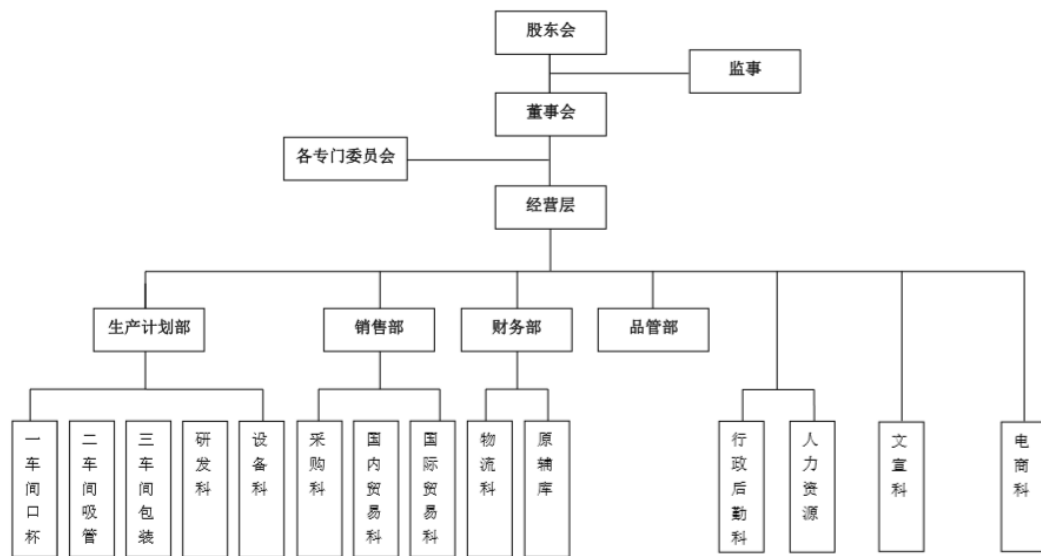 股东会
监事
董事会
各专门委员会
经营层
生产计划部
销售部
财务部
品管部
一车间口杯
二车间吸管
三车间包装
研发科
设备科
采购科
国内贸易科
国际贸易科
物流科
原辅库
行政后勤科
人力资源
文宣科
电商科